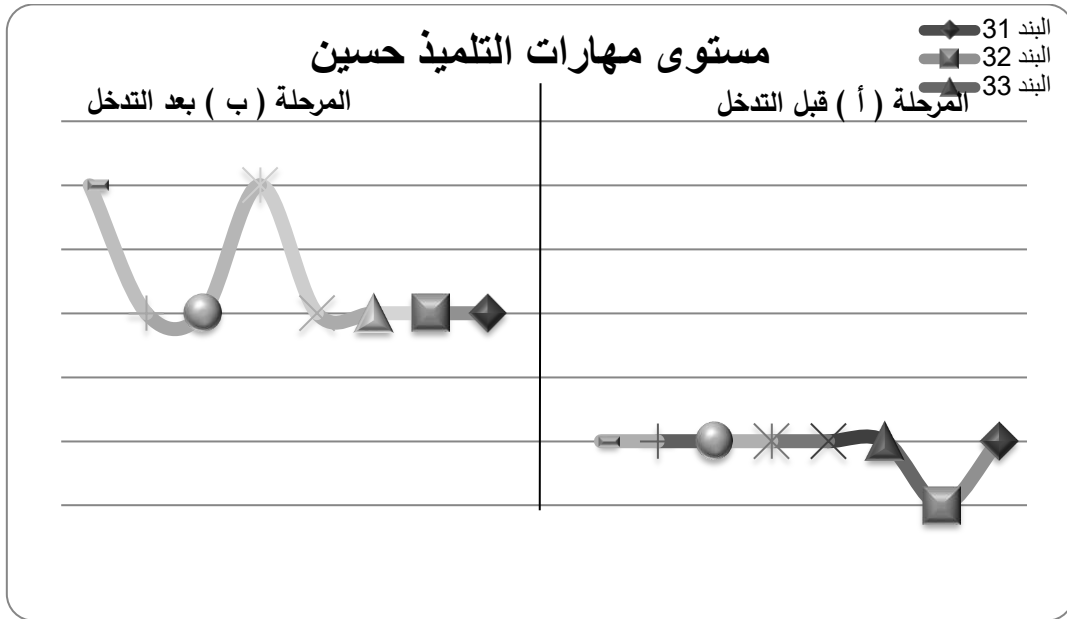 مستوى مهارات التلميذ حسين
البند 31
البند 32
البند 33
المرحلة ( أ ) قبل التدخل
المرحلة ( ب ) بعد التدخل